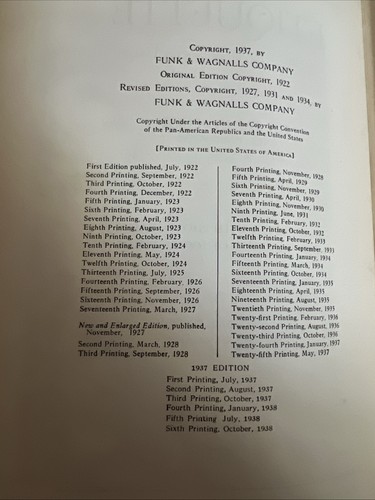 COPYRIGHT, 1937, BY
FUNK & WAGNALLS COMPANY
ORIGINAL EDITION COPYRIGHT, 1922
REVISED EDITIONS, COPYRIGHT, 1927, 1931 AND 1934, BY
FUNK & WAGNALLS COMPANY
Copyright Under the Articles of the Copyright Convention
of the Pan-American Republics and the United States
[PRINTED IN THE UNITED STATES OF AMERICA]
First Edition published, July, 1922
Second Printing, September, 1922
Third Printing, October, 1922
Fourth Printing, December, 1922
Fifth Printing, January, 1923
Sixth Printing, February, 1923
Seventh Printing, April, 1923
Eighth Printing, August, 1923
Ninth Printing, October, 1923
Tenth Printing, February, 1924
Eleventh Printing, May, 1924
Twelfth Printing, October, 1924
Thirteenth Printing, July, 1925
Fourteenth Printing, February, 1926
Fifteenth Printing, September, 1926
Sixteenth Printing, November, 1926
Seventeenth Printing, March, 1927
New and Enlarged Edition, published,
November, 1927
Second Printing, March, 1928
Third Printing, September, 1928
Fourth Printing, November, 1928
Fifth Printing, April, 1929
Sixth Printing, November, 1929
Seventh Printing, April, 1930
Eighth Printing, November, 1930
Ninth Printing, June, 1931
Tenth Printing, February, 1932
Eleventh Printing, October, 1932
Twelfth Printing, February, 1933
Thirteenth Printing, September, 1933
Fourteenth Printing, January, 1934
Fifteenth Printing, March, 1934
Sixteenth Printing, October, 1934
Seventeenth Printing, January, 1935
Eighteenth Printing, April, 1935
Nineteenth Printing, August, 1935
Twentieth Printing, November, 1935
Twenty-first Printing, February, 1936
Twenty-second Printing, August, 1936
Twenty-third Printing, October, 1936
Twenty-fourth Printing, January, 1937
Twenty-fifth Printing, May, 1937
1937 EDITION
First Printing, July, 1937
Second Printing, August, 1937
Third Printing, October, 1937
Fourth Printing, January, 1938
Fifth Printing July, 1938
Sixth Printing, October, 1938